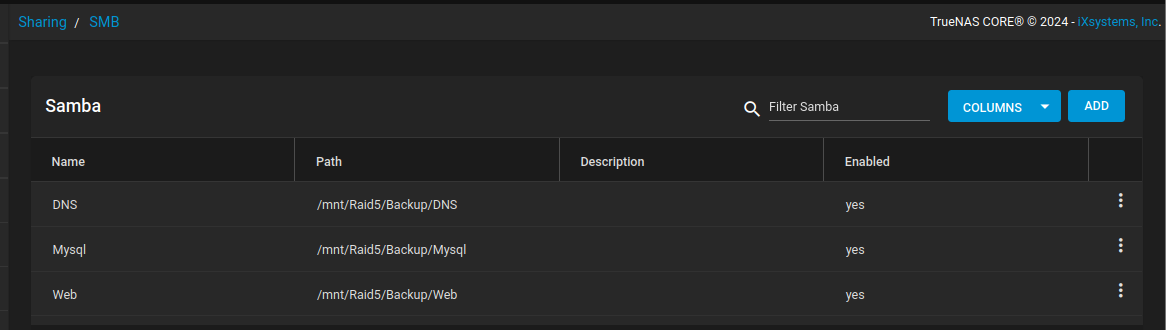 Sharing / SMB
TrueNAS CORE® © 2024 - iXsystems, Inc.
Samba
Filter Samba
COLUMNS
ADD
Name Path Description Enabled
DNS /mnt/Raid5/Backup/DNS yes
Mysql /mnt/Raid5/Backup/Mysql yes
Web /mnt/Raid5/Backup/Web yes